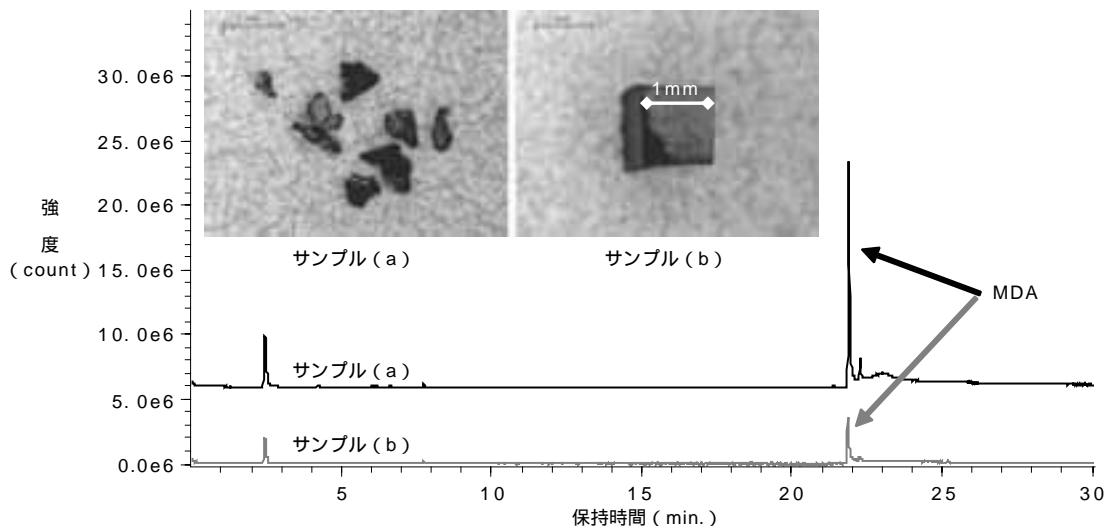 1mm
30.0e6
25.0e6
20.0e6
15.0e6
10.0e6
5.0e6
0.0e6
強
度
(count)
サンプル(a)
サンプル(b)
MDA
サンプル(a)
サンプル(b)
5
10
15
20
25
30
保持時間(min.)